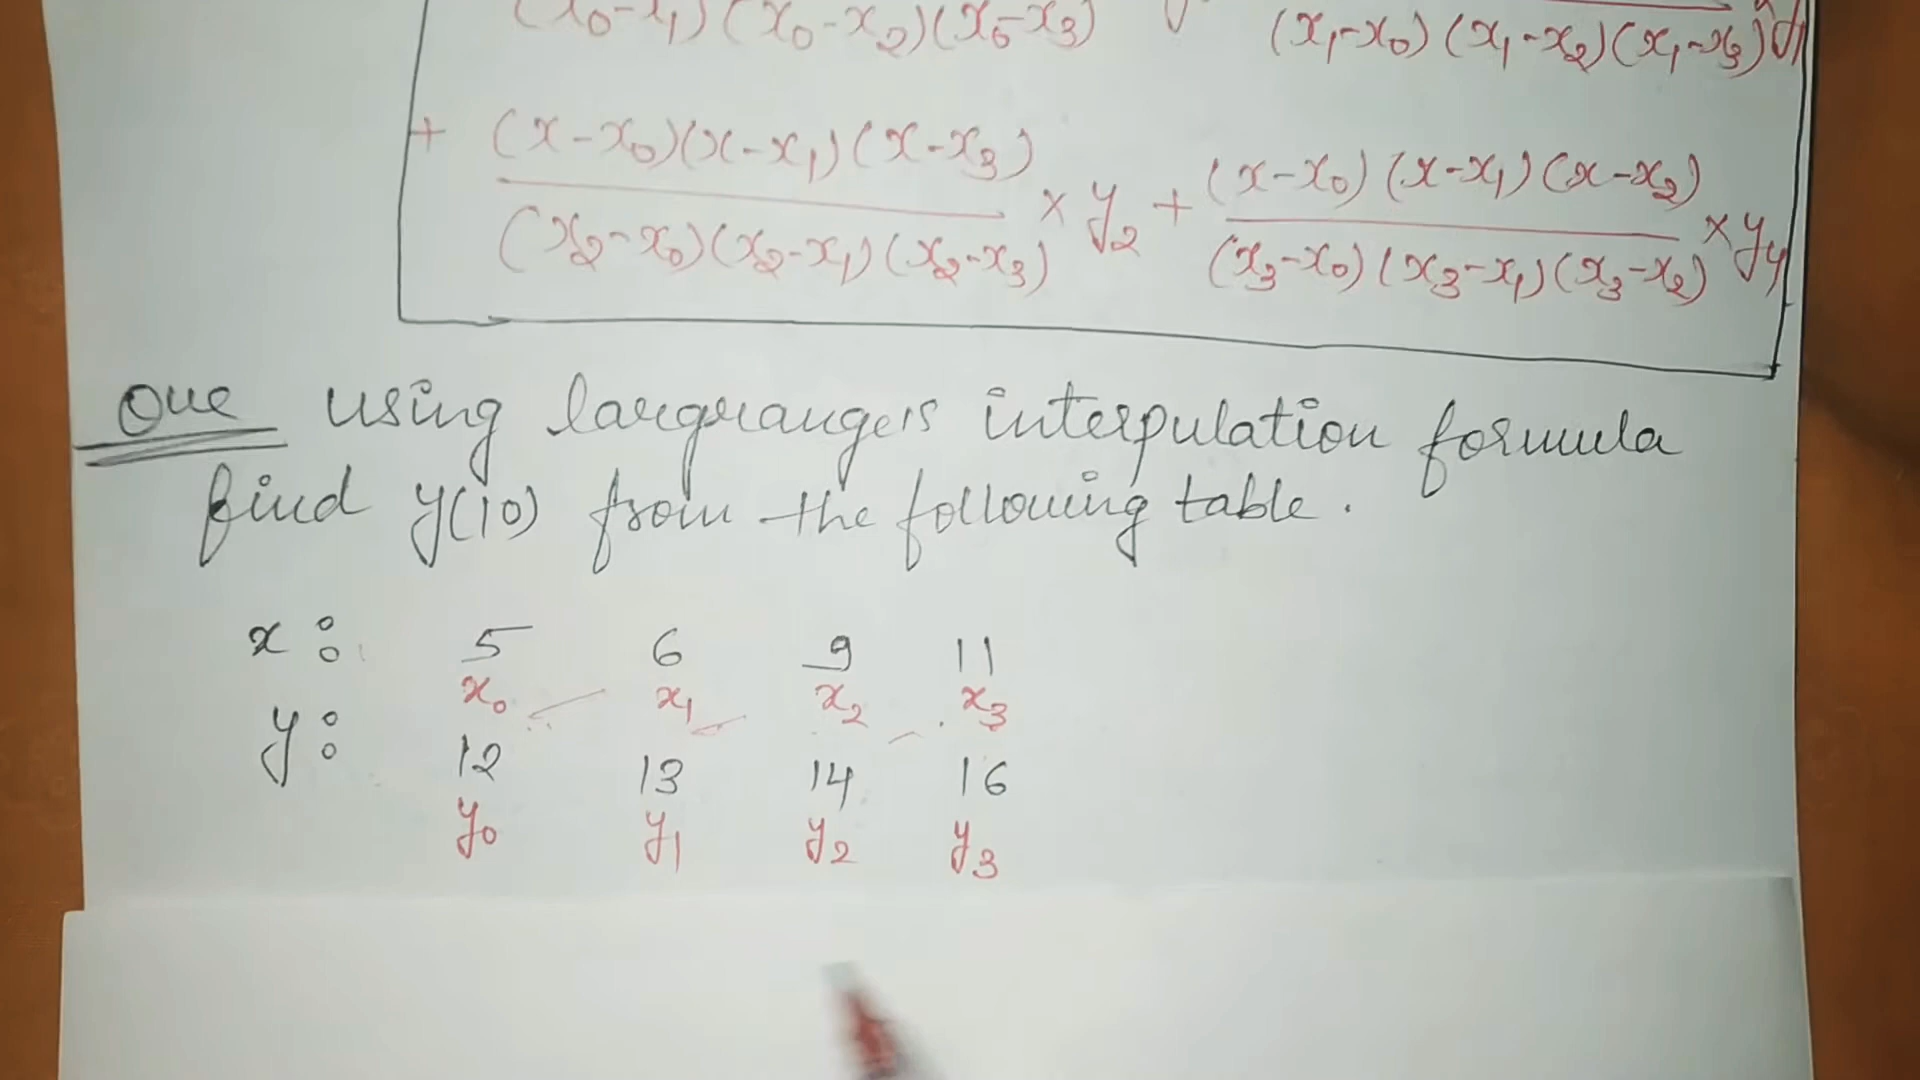 (x₀-x₁) (x₀-x₂)(x₀-x₃) (x₁-x₀) (x₁-x₂)(x₁-x₃)
+ (x-x₀)(x-x₁)(x-x₃) / (x₂-x₀)(x₂-x₁)(x₂-x₃) × y₂ + (x-x₀)(x-x₁)(x-x₂) / (x₃-x₀)(x₃-x₁)(x₃-x₂) × y₄
Que using largrangers interpulation formula
find y(10) from the following table.
x: 5 6 9 11
x₀ x₁ x₂ x₃
y: 12 13 14 16
y₀ y₁ y₂ y₃